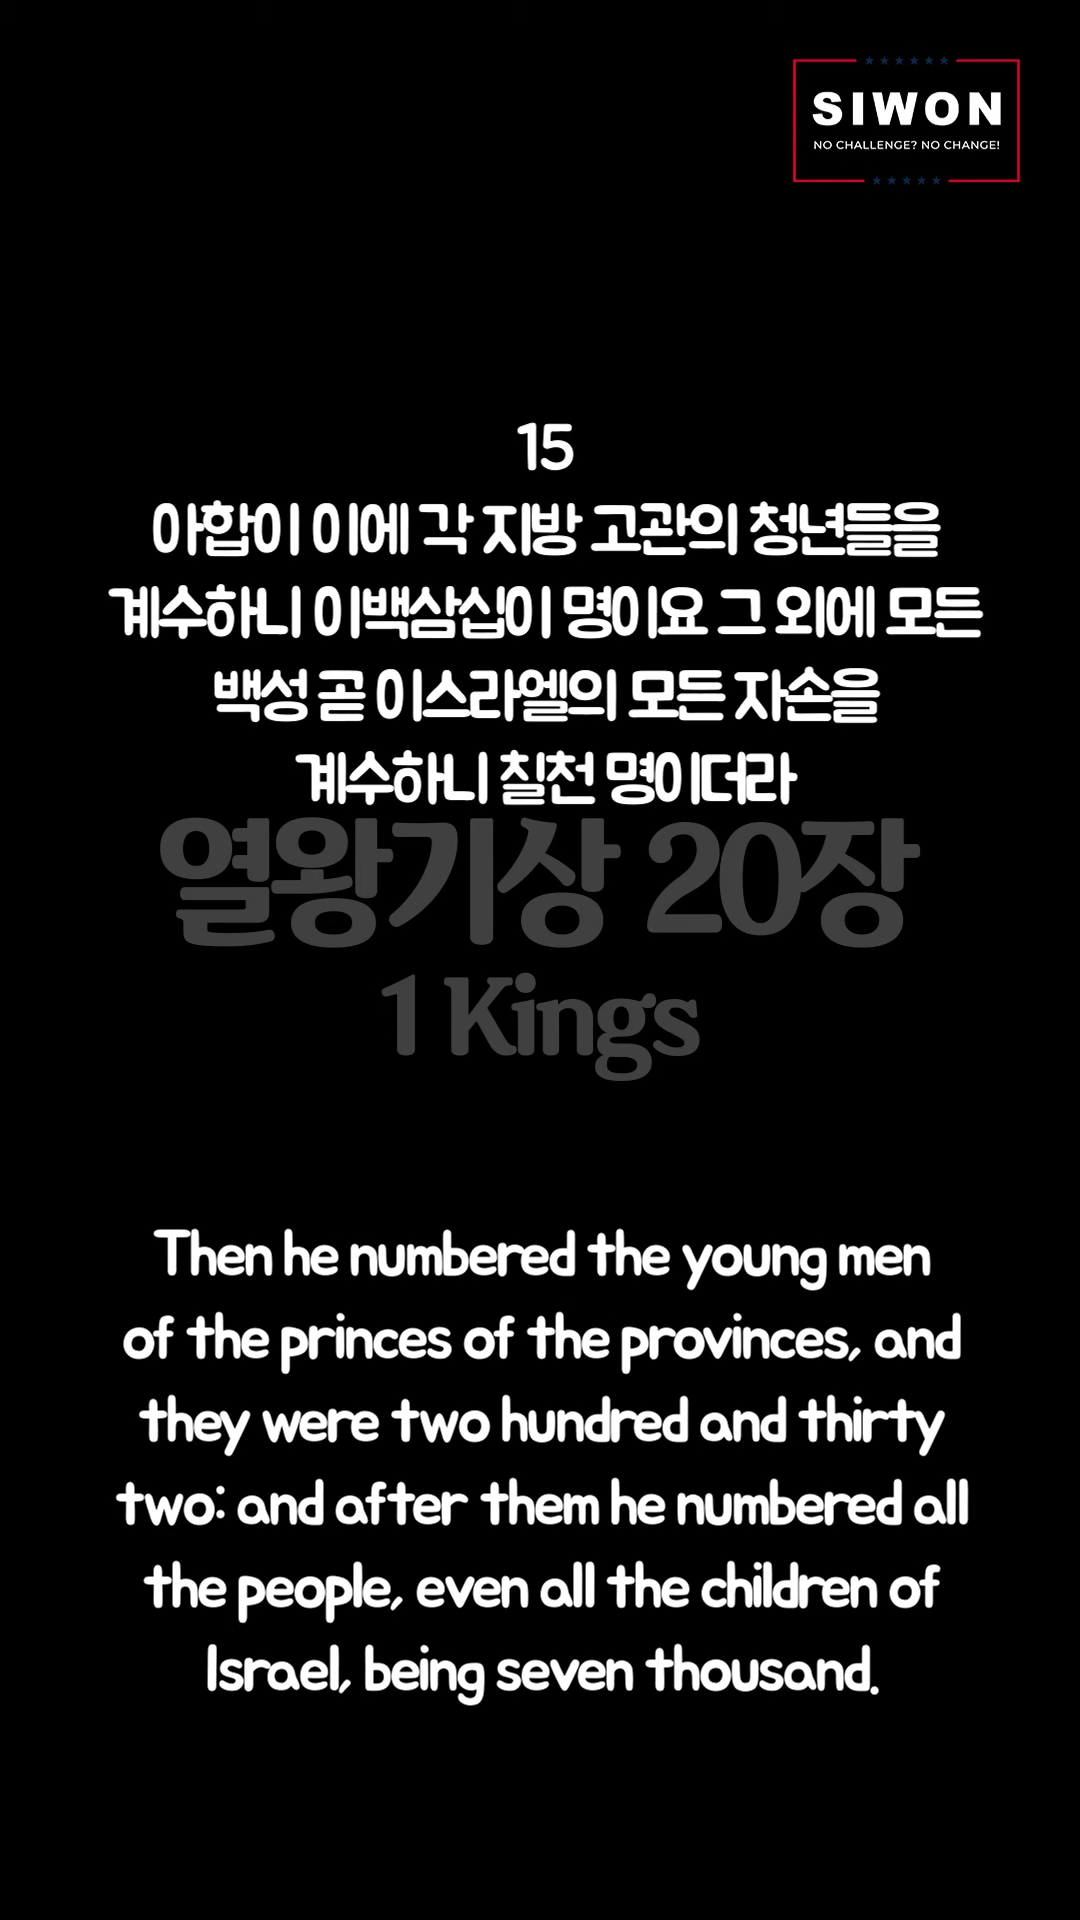 SIWON
NO CHALLENGE? NO CHANGE!
15
아합이 이에 각 지방 고관의 청년들을
계수하니 이백삼십이 명이요 그 외에 모든
백성 곧 이스라엘의 모든 자손을
계수하니 칠천 명이더라
열왕기상 20장
1 Kings
Then he numbered the young men
of the princes of the provinces, and
they were two hundred and thirty
two: and after them he numbered all
the people, even all the children of
Israel, being seven thousand.